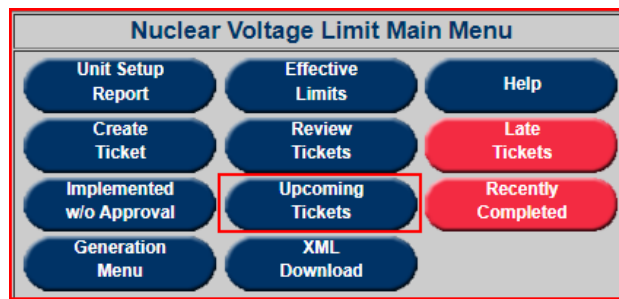 Nuclear Voltage Limit Main Menu
Unit Setup
Report
Effective
Limits
Help
Create
Ticket
Review
Tickets
Late
Tickets
Implemented
w/o Approval
Upcoming
Tickets
Recently
Completed
Generation
Menu
XML
Download